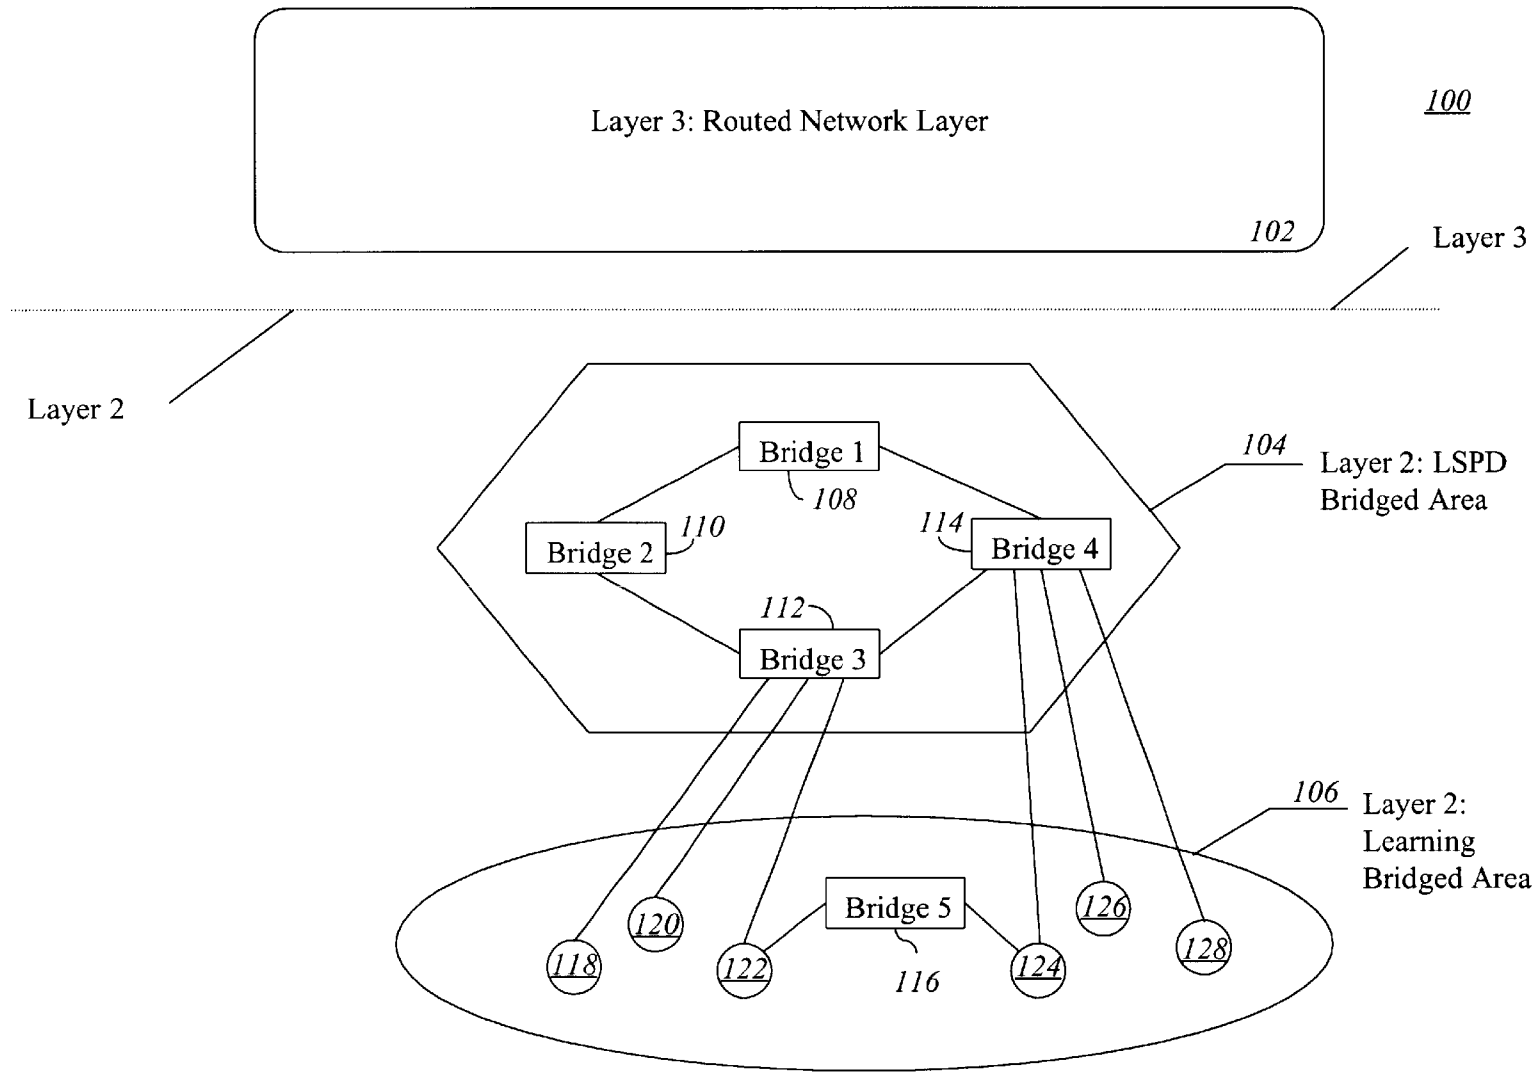 Layer 3: Routed Network Layer
100
102
Layer 3
Layer 2
Bridge 1
108
104
Layer 2: LSPD
Bridged Area
Bridge 2
110
114
Bridge 4
112
Bridge 3
106
Layer 2:
Learning
Bridged Area
Bridge 5
116
118
120
122
124
126
128